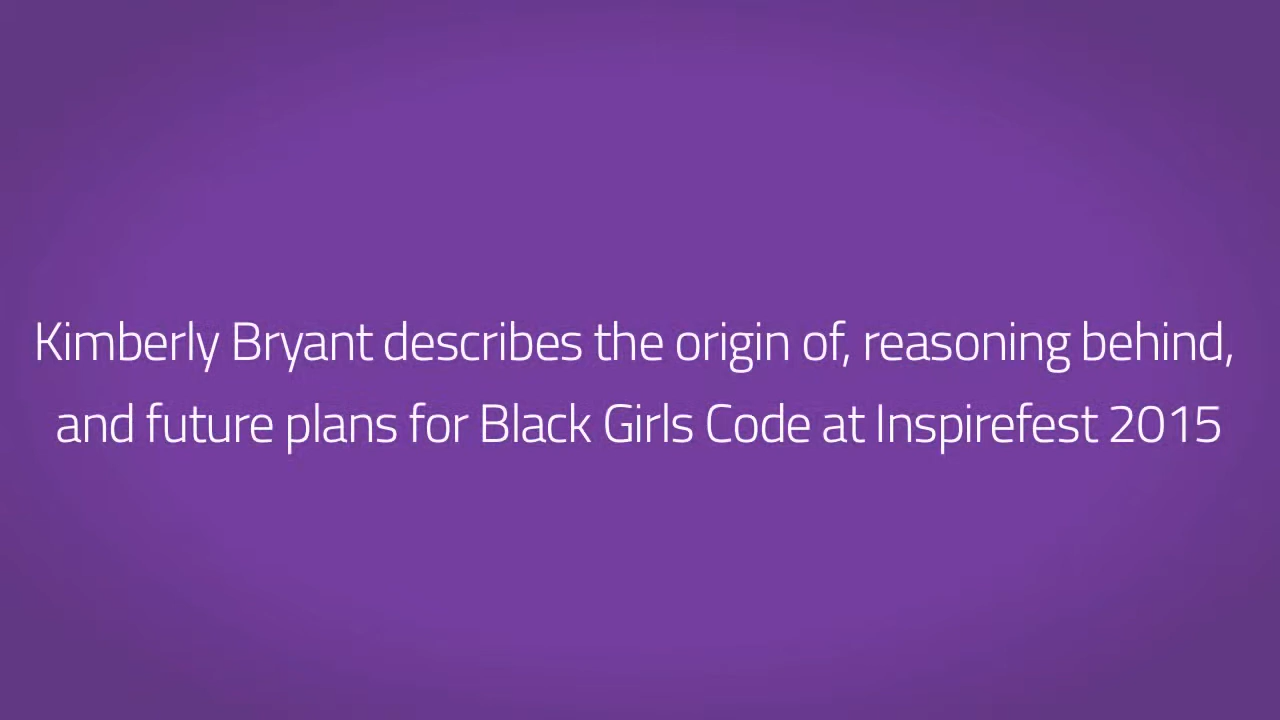 Kimberly Bryant describes the origin of, reasoning behind,
and future plans for Black Girls Code at Inspirefest 2015